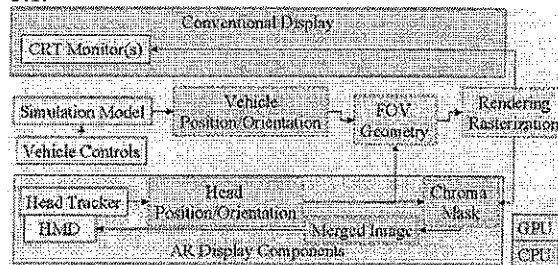 Conventional Display
CRT Monitor(s)
Simulation Model
Vehicle
Position/Orientation
FOV
Geometry
Rendering
Rasterization
Vehicle Controls
Head Tracker
Head
Position/Orientation
Chroma
Mask
HMD
Merged Image
AR Display Components
GPU
CPU